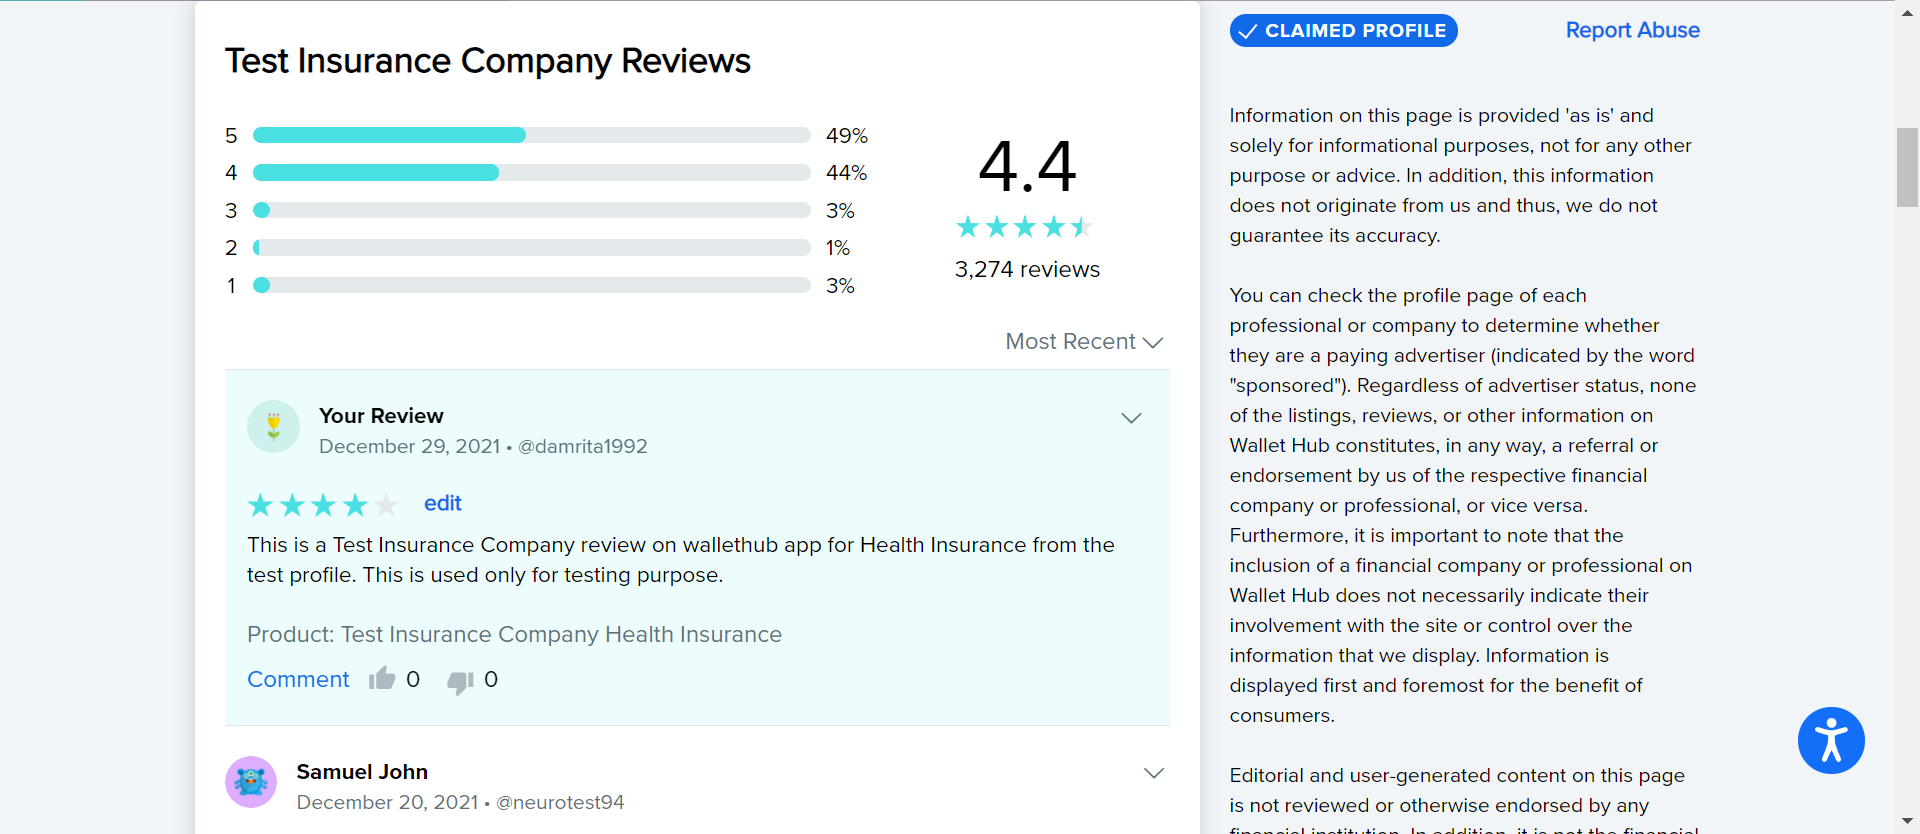 Test Insurance Company Reviews
5 49%
4 44%
3 3%
2 1%
1 3%
4.4
3,274 reviews
Most Recent
Your Review
December 29, 2021 • @damrita1992
edit
This is a Test Insurance Company review on wallethub app for Health Insurance from the
test profile. This is used only for testing purpose.
Product: Test Insurance Company Health Insurance
Comment 0 0
Samuel John
December 20, 2021 • @neurotest94
CLAIMED PROFILE
Report Abuse
Information on this page is provided 'as is' and
solely for informational purposes, not for any other
purpose or advice. In addition, this information
does not originate from us and thus, we do not
guarantee its accuracy.
You can check the profile page of each
professional or company to determine whether
they are a paying advertiser (indicated by the word
"sponsored"). Regardless of advertiser status, none
of the listings, reviews, or other information on
Wallet Hub constitutes, in any way, a referral or
endorsement by us of the respective financial
company or professional, or vice versa.
Furthermore, it is important to note that the
inclusion of a financial company or professional on
Wallet Hub does not necessarily indicate their
involvement with the site or control over the
information that we display. Information is
displayed first and foremost for the benefit of
consumers.
Editorial and user-generated content on this page
is not reviewed or otherwise endorsed by any
financial institution. In addition, it is not the financial